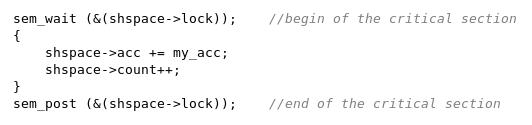 sem_wait (&(shspace->lock));    //begin of the critical section
{
    shspace->acc += my_acc;
    shspace->count++;
}
sem_post (&(shspace->lock));    //end of the critical section